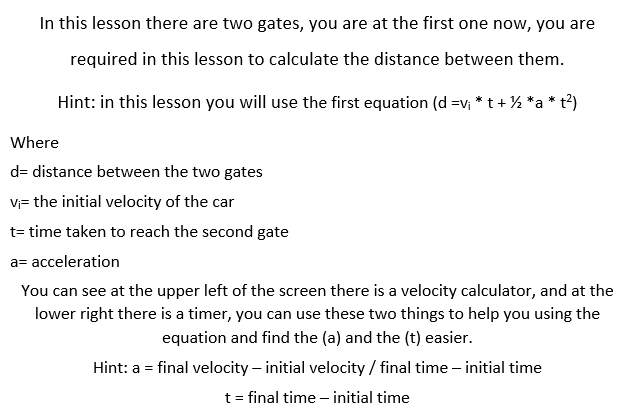 In this lesson there are two gates, you are at the first one now, you are
required in this lesson to calculate the distance between them.
Hint: in this lesson you will use the first equation (d =vᵢ * t + ½ *a * t²)
Where
d= distance between the two gates
vᵢ= the initial velocity of the car
t= time taken to reach the second gate
a= acceleration
You can see at the upper left of the screen there is a velocity calculator, and at the
lower right there is a timer, you can use these two things to help you using the
equation and find the (a) and the (t) easier.
Hint: a = final velocity – initial velocity / final time – initial time
t = final time – initial time